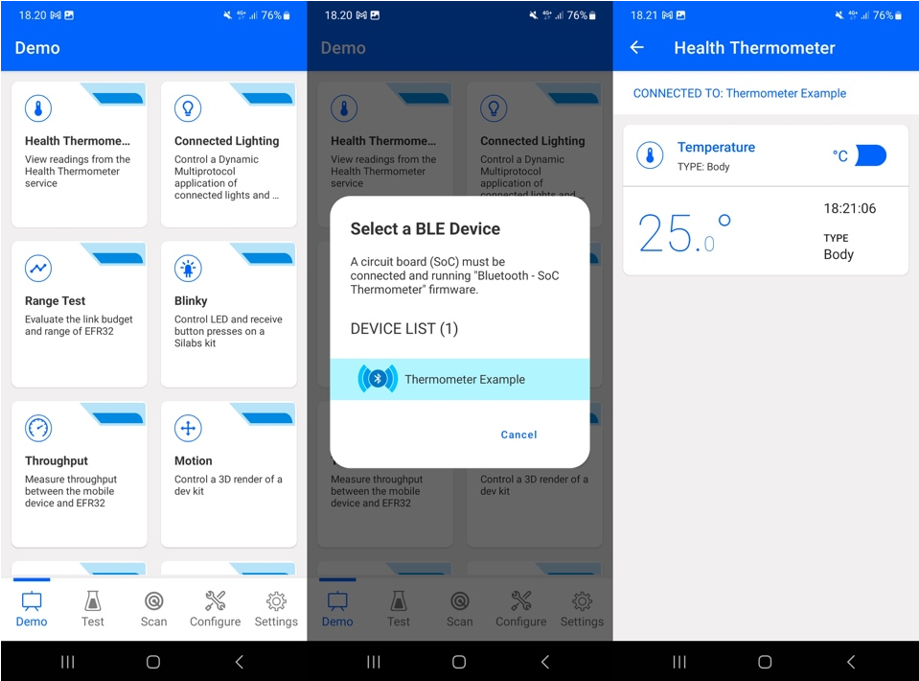 18.20 76%
Demo
Health Thermome...
View readings from the
Health Thermometer
service
Connected Lighting
Control a Dynamic
Multiprotocol
application of
connected lights and ...
Range Test
Evaluate the link budget
and range of EFR32
Blinky
Control LED and receive
button presses on a
Silabs kit
Throughput
Measure throughput
between the mobile
device and EFR32
Motion
Control a 3D render of a
dev kit
Demo Test Scan Configure Settings
18.20 76%
Demo
Health Thermome...
View readings from the
Health Thermometer
service
Connected Lighting
Control a Dynamic
Multiprotocol
application of
connected lights and ...
Select a BLE Device
A circuit board (SoC) must be
connected and running "Bluetooth - SoC
Thermometer" firmware.
DEVICE LIST (1)
Thermometer Example
Cancel
Measure throughput
between the mobile
device and EFR32
Control a 3D render of a
dev kit
Demo Test Scan Configure Settings
18.21 76%
Health Thermometer
CONNECTED TO: Thermometer Example
Temperature
TYPE: Body
°C
25.0°
18:21:06
TYPE
Body